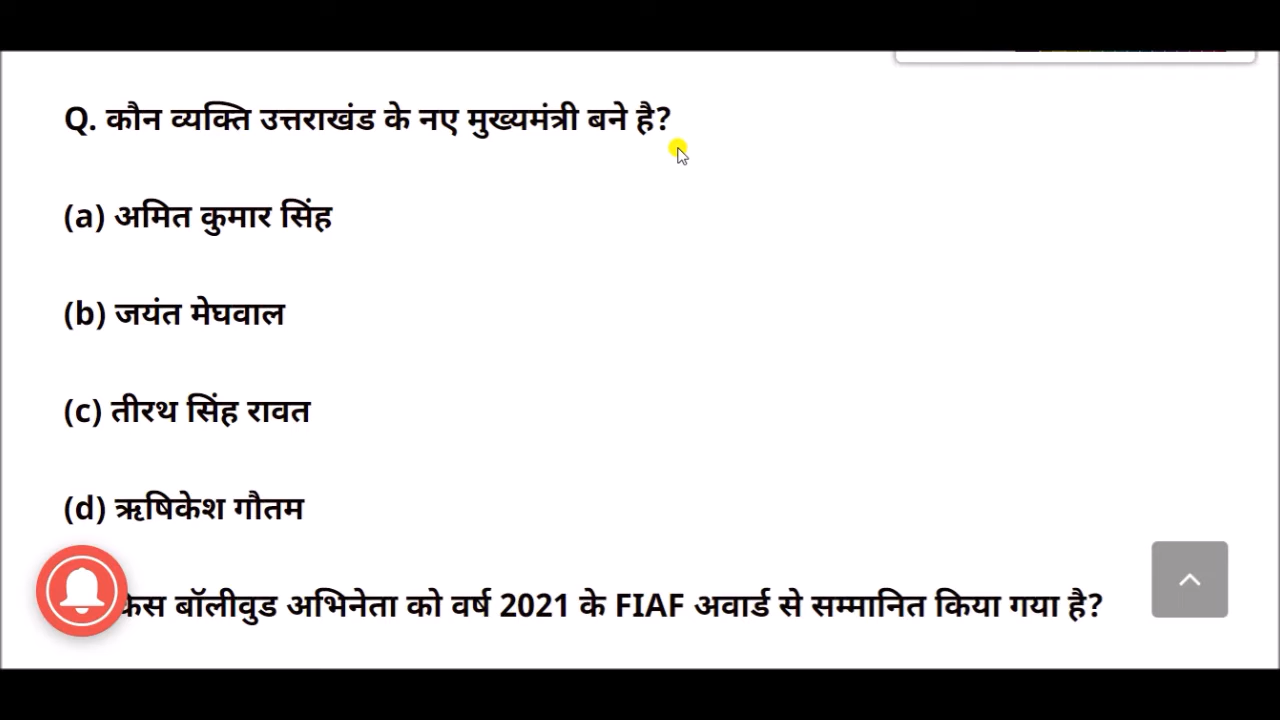 Q. कौन व्यक्ति उत्तराखंड के नए मुख्यमंत्री बने है?
(a) अमित कुमार सिंह
(b) जयंत मेघवाल
(c) तीरथ सिंह रावत
(d) ऋषिकेश गौतम
बॉलीवुड अभिनेता को वर्ष 2021 के FIAF अवार्ड से सम्मानित किया गया है?